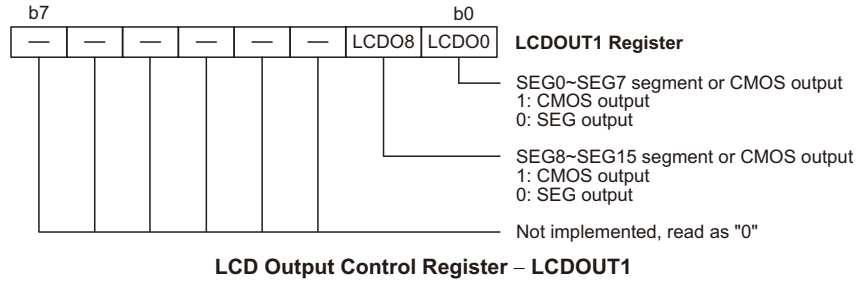 b7 b0
— — — — — — LCDO8 LCDO0 LCDOUT1 Register
SEG0~SEG7 segment or CMOS output
1: CMOS output
0: SEG output
SEG8~SEG15 segment or CMOS output
1: CMOS output
0: SEG output
Not implemented, read as "0"
LCD Output Control Register – LCDOUT1